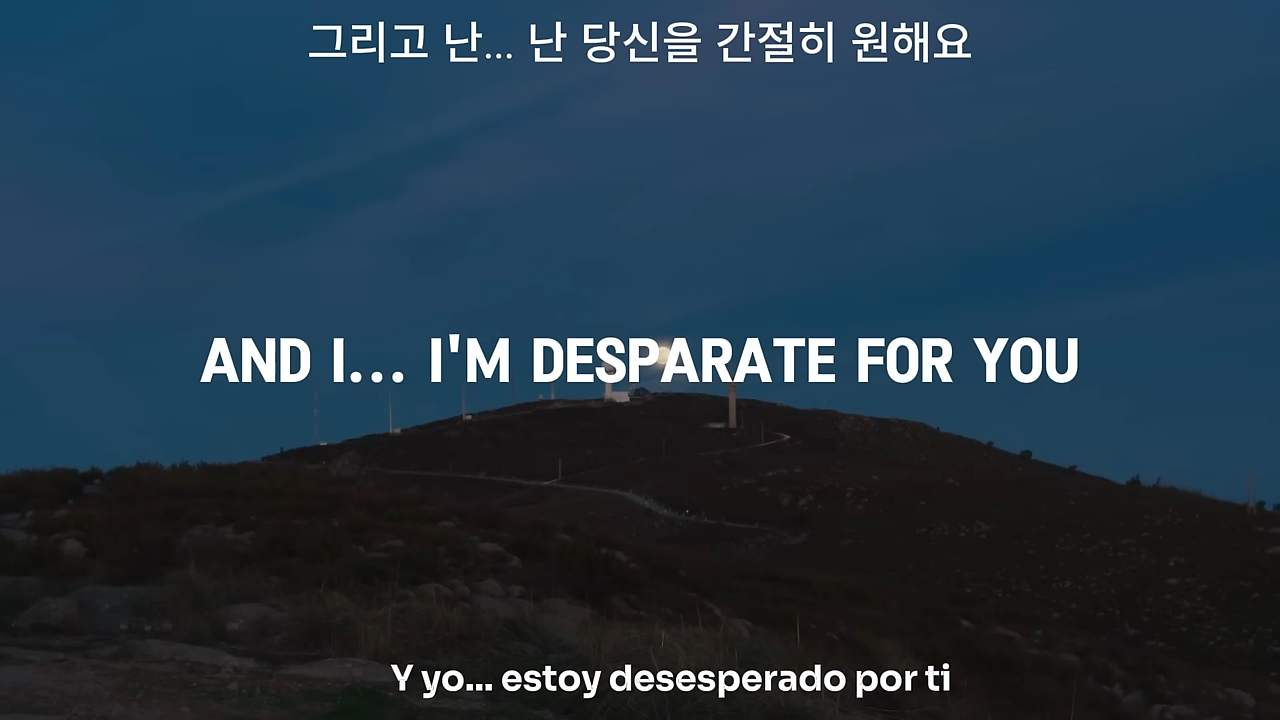 그리고 난... 난 당신을 간절히 원해요
AND I... I'M DESPARATE FOR YOU
Y yo... estoy desesperado por ti